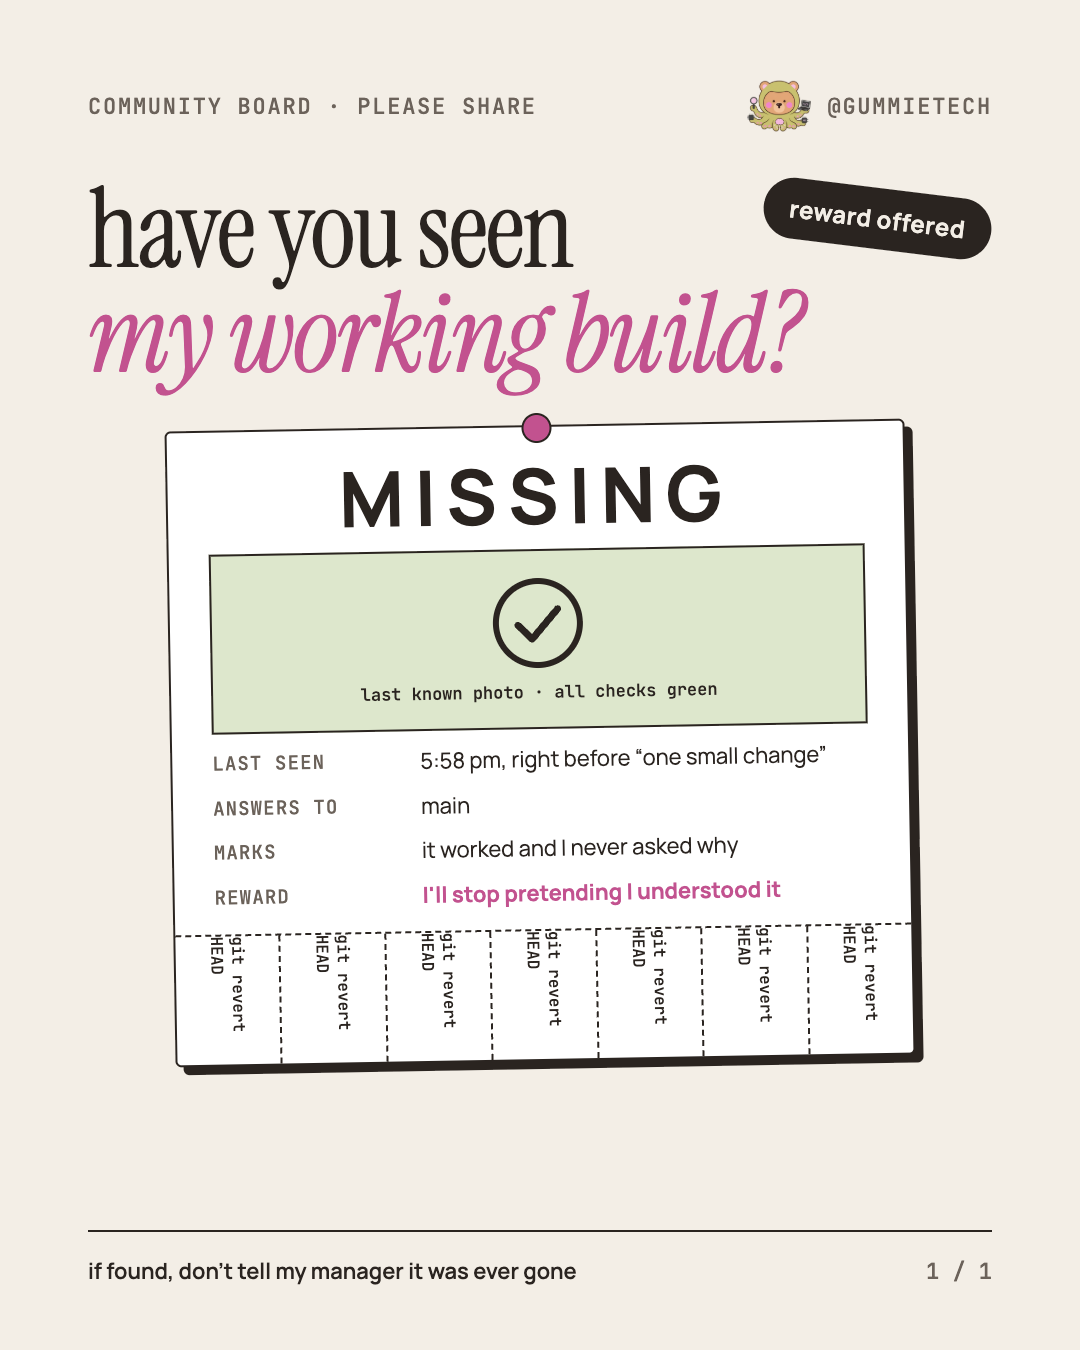 COMMUNITY BOARD · PLEASE SHARE
@GUMMIETECH
have you seen
reward offered
my working build?
MISSING
last known photo · all checks green
LAST SEEN 5:58 pm, right before “one small change”
ANSWERS TO main
MARKS it worked and I never asked why
REWARD I'll stop pretending I understood it
git revert
HEAD
git revert
HEAD
git revert
HEAD
git revert
HEAD
git revert
HEAD
git revert
HEAD
git revert
HEAD
if found, don’t tell my manager it was ever gone
1 / 1